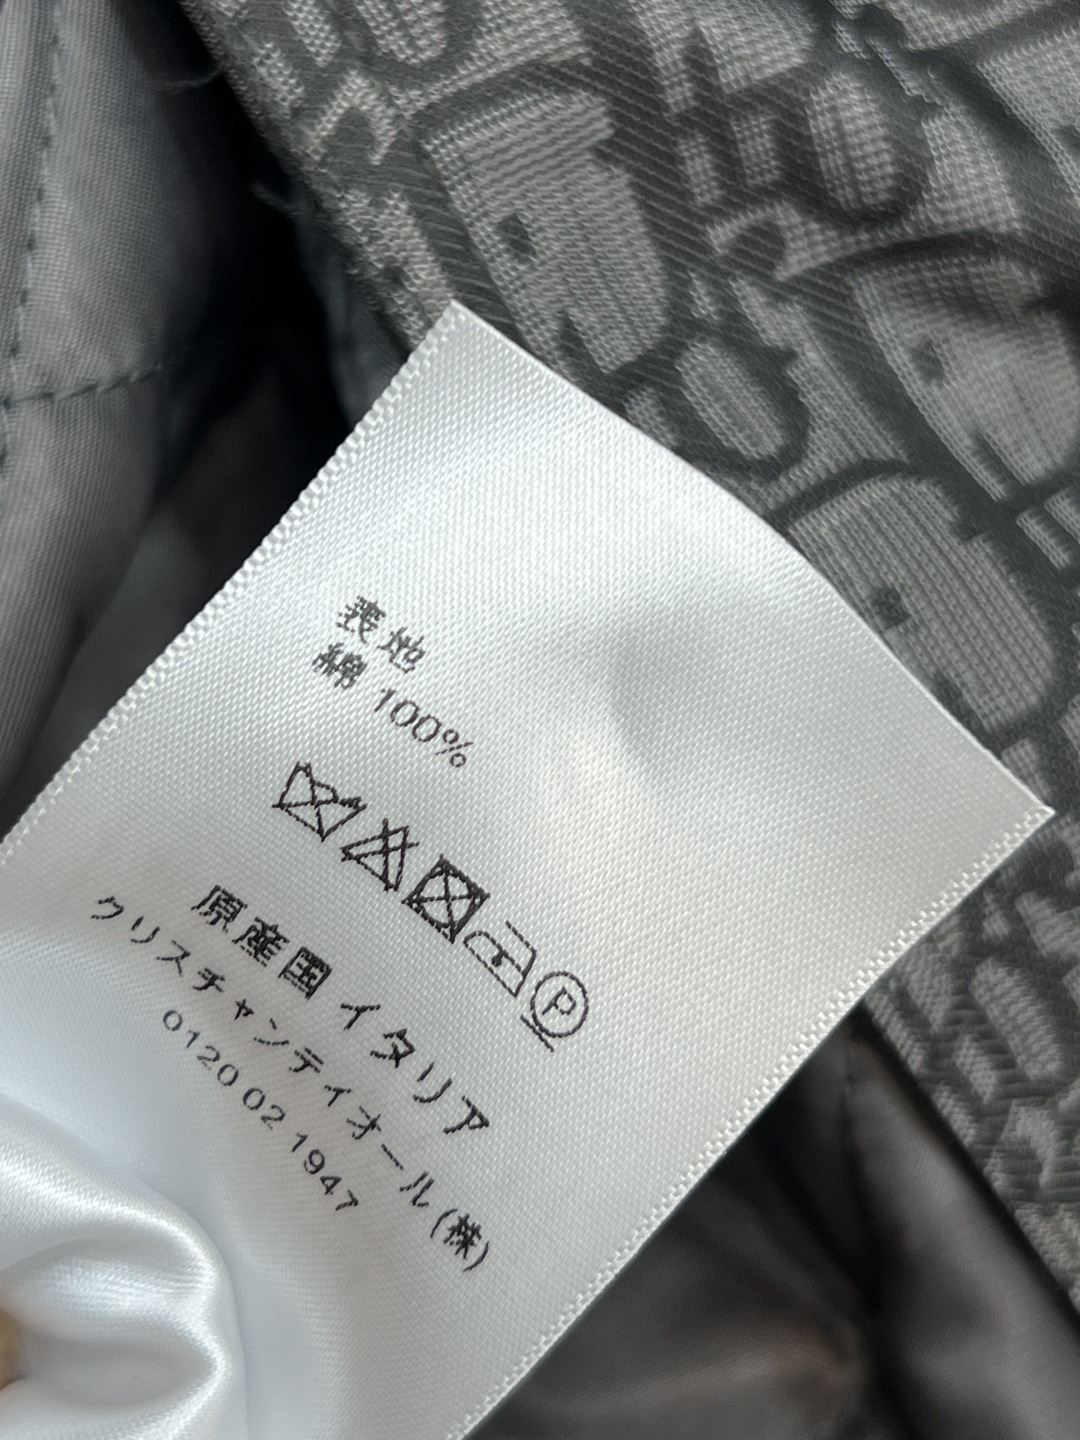 表地
綿 100%
P
原産国 イタリア
クリスチャンディオール(株)
0120 02 1947